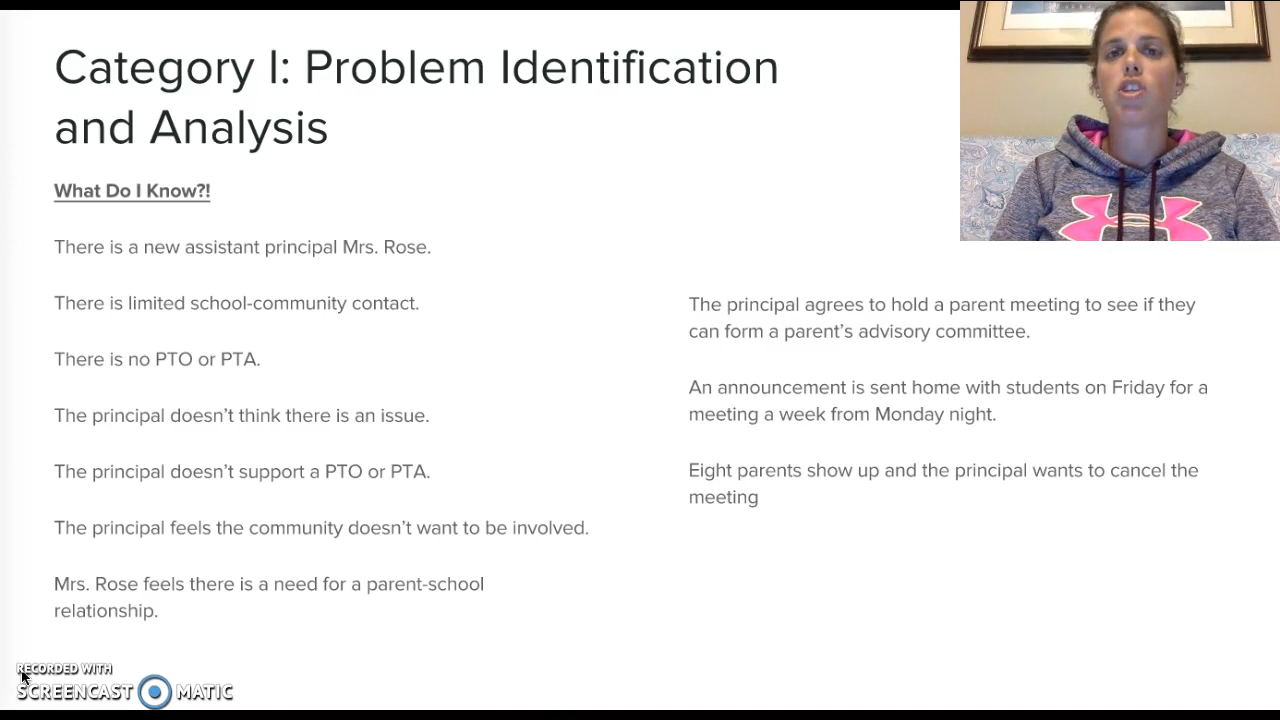 Category I: Problem Identification
and Analysis
What Do I Know?!
There is a new assistant principal Mrs. Rose.
There is limited school-community contact.
There is no PTO or PTA.
The principal doesn’t think there is an issue.
The principal doesn’t support a PTO or PTA.
The principal feels the community doesn’t want to be involved.
Mrs. Rose feels there is a need for a parent-school
relationship.
The principal agrees to hold a parent meeting to see if they
can form a parent’s advisory committee.
An announcement is sent home with students on Friday for a
meeting a week from Monday night.
Eight parents show up and the principal wants to cancel the
meeting
RECORDED WITH
SCREENCAST MATIC